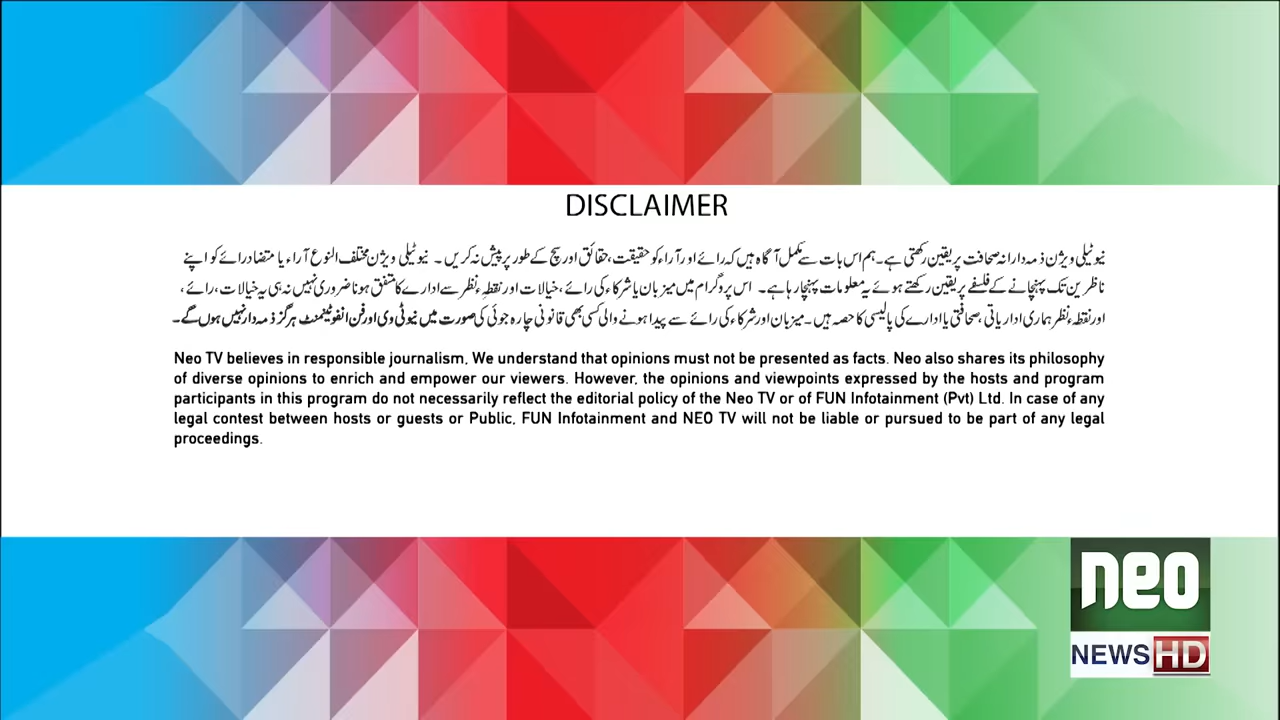 DISCLAIMER
نیوٹیلی ویژن ذمہ دارانہ صحافت پر یقین رکھتی ہے۔ ہم اس بات سے مکمل آگاہ ہیں کہ رائے اور آراء کو حقیقت، حقائق اور سچ کے طور پر پیش نہ کریں ۔ نیوٹیلی ویژن مختلف النوع آراء یا متضاد رائے کو اپنے
ناظرین تک پہنچانے کے فلسفے پر یقین رکھتے ہوئے یہ معلومات پہنچا رہا ہے۔ اس پروگرام میں میزبان یا شرکاء کی رائے، خیالات اور نقطہء نظر سے ادارے کا متفق ہونا ضروری نہیں نہ ہی یہ خیالات، رائے،
اور نقطہء نظر ہماری ادارتی، صحافتی یا ادارے کی پالیسی کا حصہ ہیں۔ میزبان اور شرکاء کی رائے سے پیدا ہونے والی کسی بھی قانونی چارہ جوئی کی صورت میں نیو ٹی وی اور فن انفوٹیمنٹ ہرگز ذمہ دار نہیں ہوں گے۔
Neo TV believes in responsible journalism, We understand that opinions must not be presented as facts. Neo also shares its philosophy
of diverse opinions to enrich and empower our viewers. However, the opinions and viewpoints expressed by the hosts and program
participants in this program do not necessarily reflect the editorial policy of the Neo TV or of FUN Infotainment (Pvt) Ltd. In case of any
legal contest between hosts or guests or Public, FUN Infotainment and NEO TV will not be liable or pursued to be part of any legal
proceedings.
neo
NEWS HD